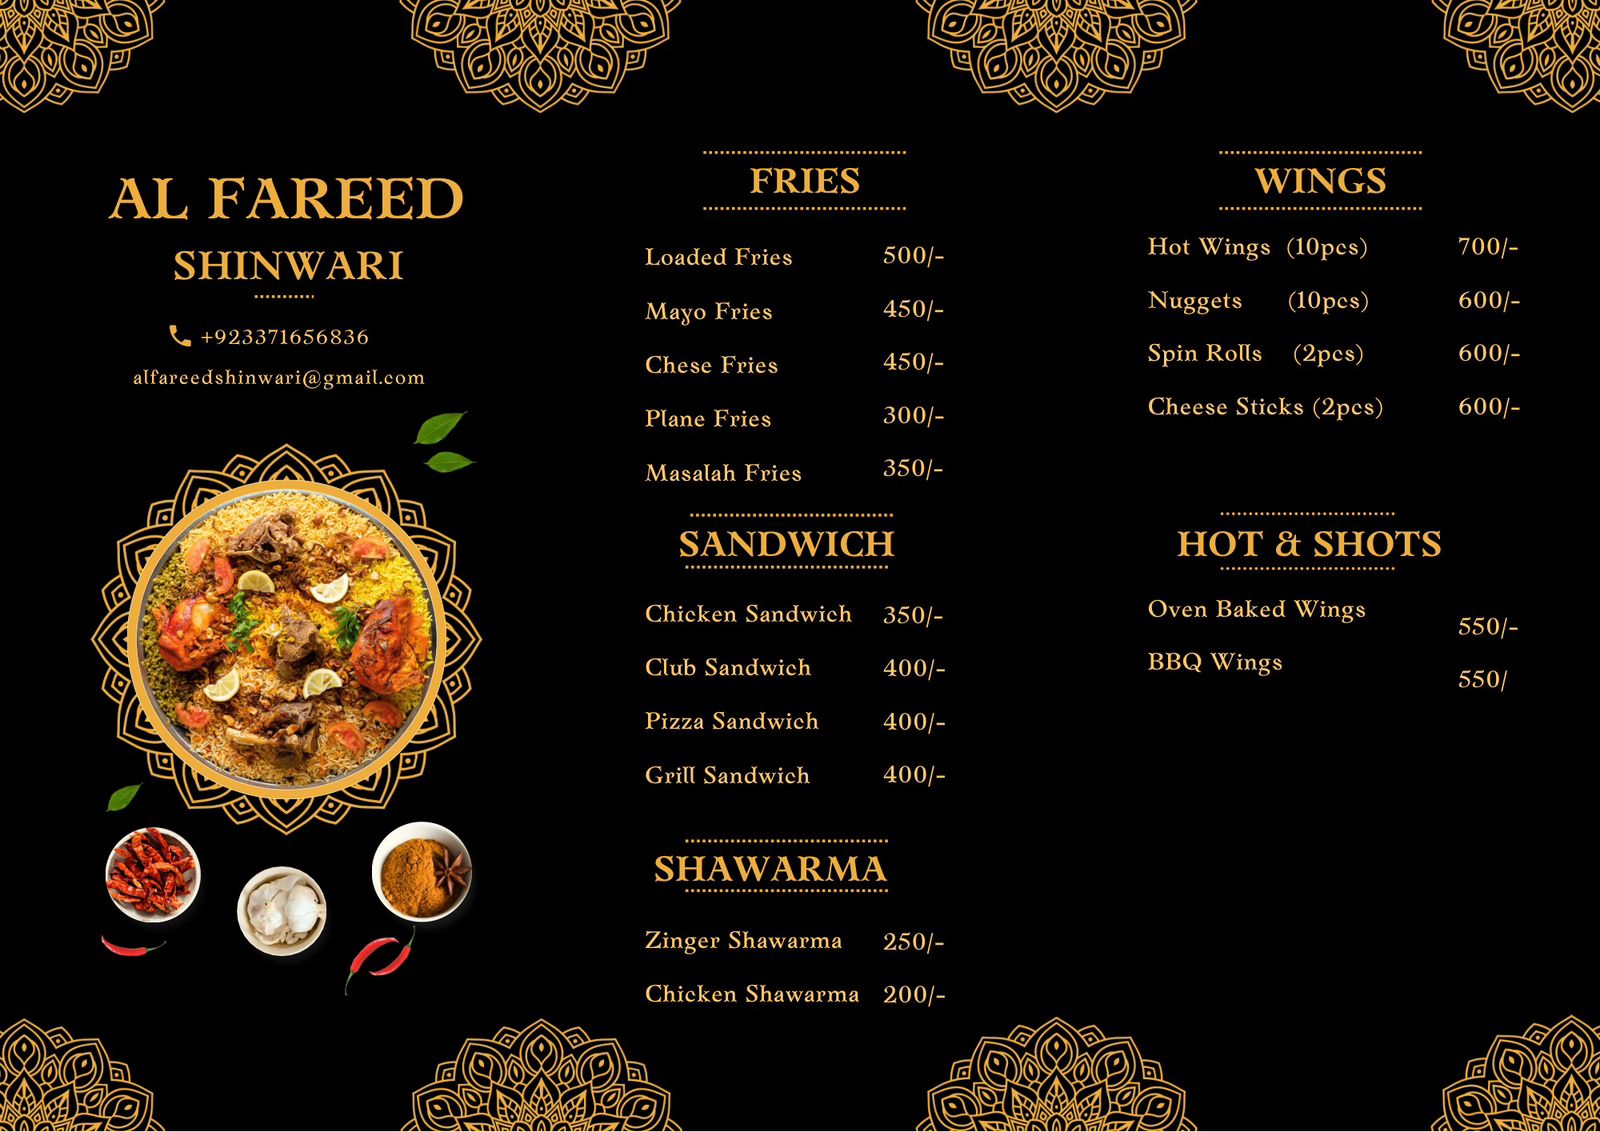 AL FAREED
SHINWARI
+923371656836
alfareedshinwari@gmail.com
FRIES
Loaded Fries 500/-
Mayo Fries 450/-
Chese Fries 450/-
Plane Fries 300/-
Masalah Fries 350/-
SANDWICH
Chicken Sandwich 350/-
Club Sandwich 400/-
Pizza Sandwich 400/-
Grill Sandwich 400/-
SHAWARMA
Zinger Shawarma 250/-
Chicken Shawarma 200/-
WINGS
Hot Wings (10pcs) 700/-
Nuggets (10pcs) 600/-
Spin Rolls (2pcs) 600/-
Cheese Sticks (2pcs) 600/-
HOT & SHOTS
Oven Baked Wings 550/-
BBQ Wings 550/